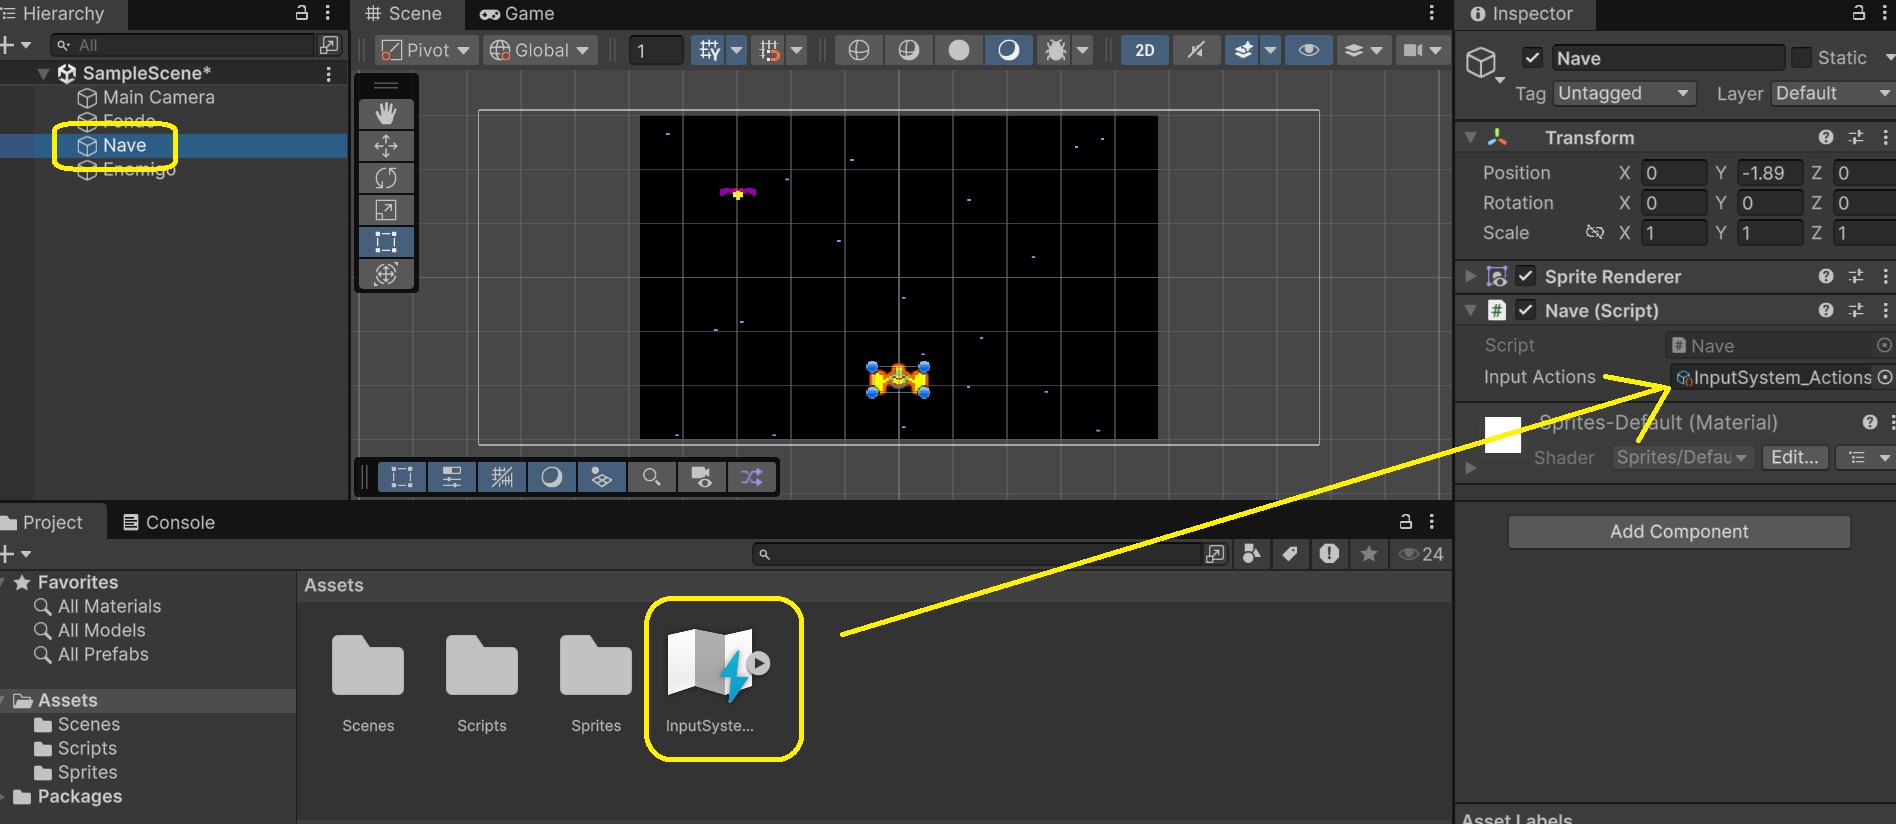 Hierarchy
All
SampleScene*
Main Camera
Fondo
Nave
Enemigo
Scene
Game
Pivot
Global
1
2D
Project
Console
24
Favorites
All Materials
All Models
All Prefabs
Assets
Scenes
Scripts
Sprites
Packages
Assets
Scenes
Scripts
Sprites
InputSyste...
Inspector
Nave
Static
Tag Untagged Layer Default
Transform
Position X 0 Y -1.89 Z 0
Rotation X 0 Y 0 Z 0
Scale X 1 Y 1 Z 1
Sprite Renderer
Nave (Script)
Script Nave
Input Actions InputSystem_Actions
Sprites-Default (Material)
Shader Sprites/Defau Edit...
Add Component
Asset Labels